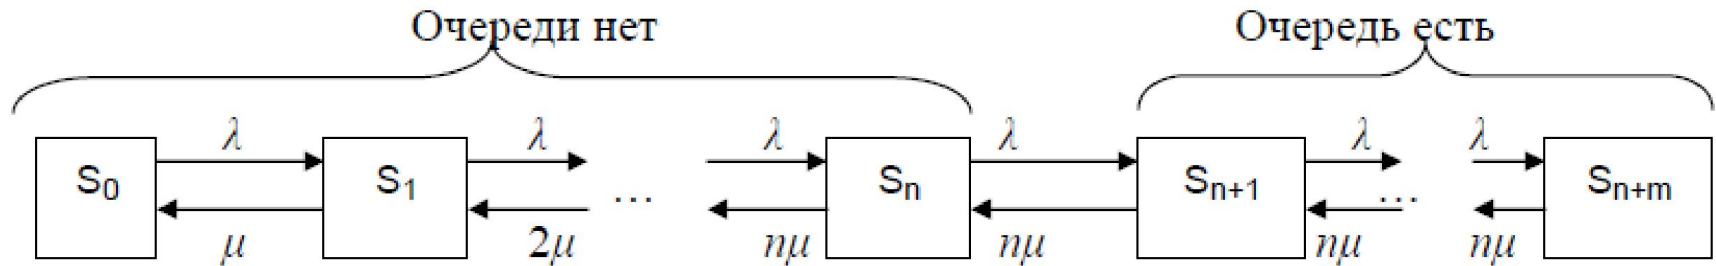 Очереди нет Очередь есть
λ λ λ λ λ λ
S0 S1 ... Sn Sn+1 ... Sn+m
μ 2μ nμ nμ nμ nμ